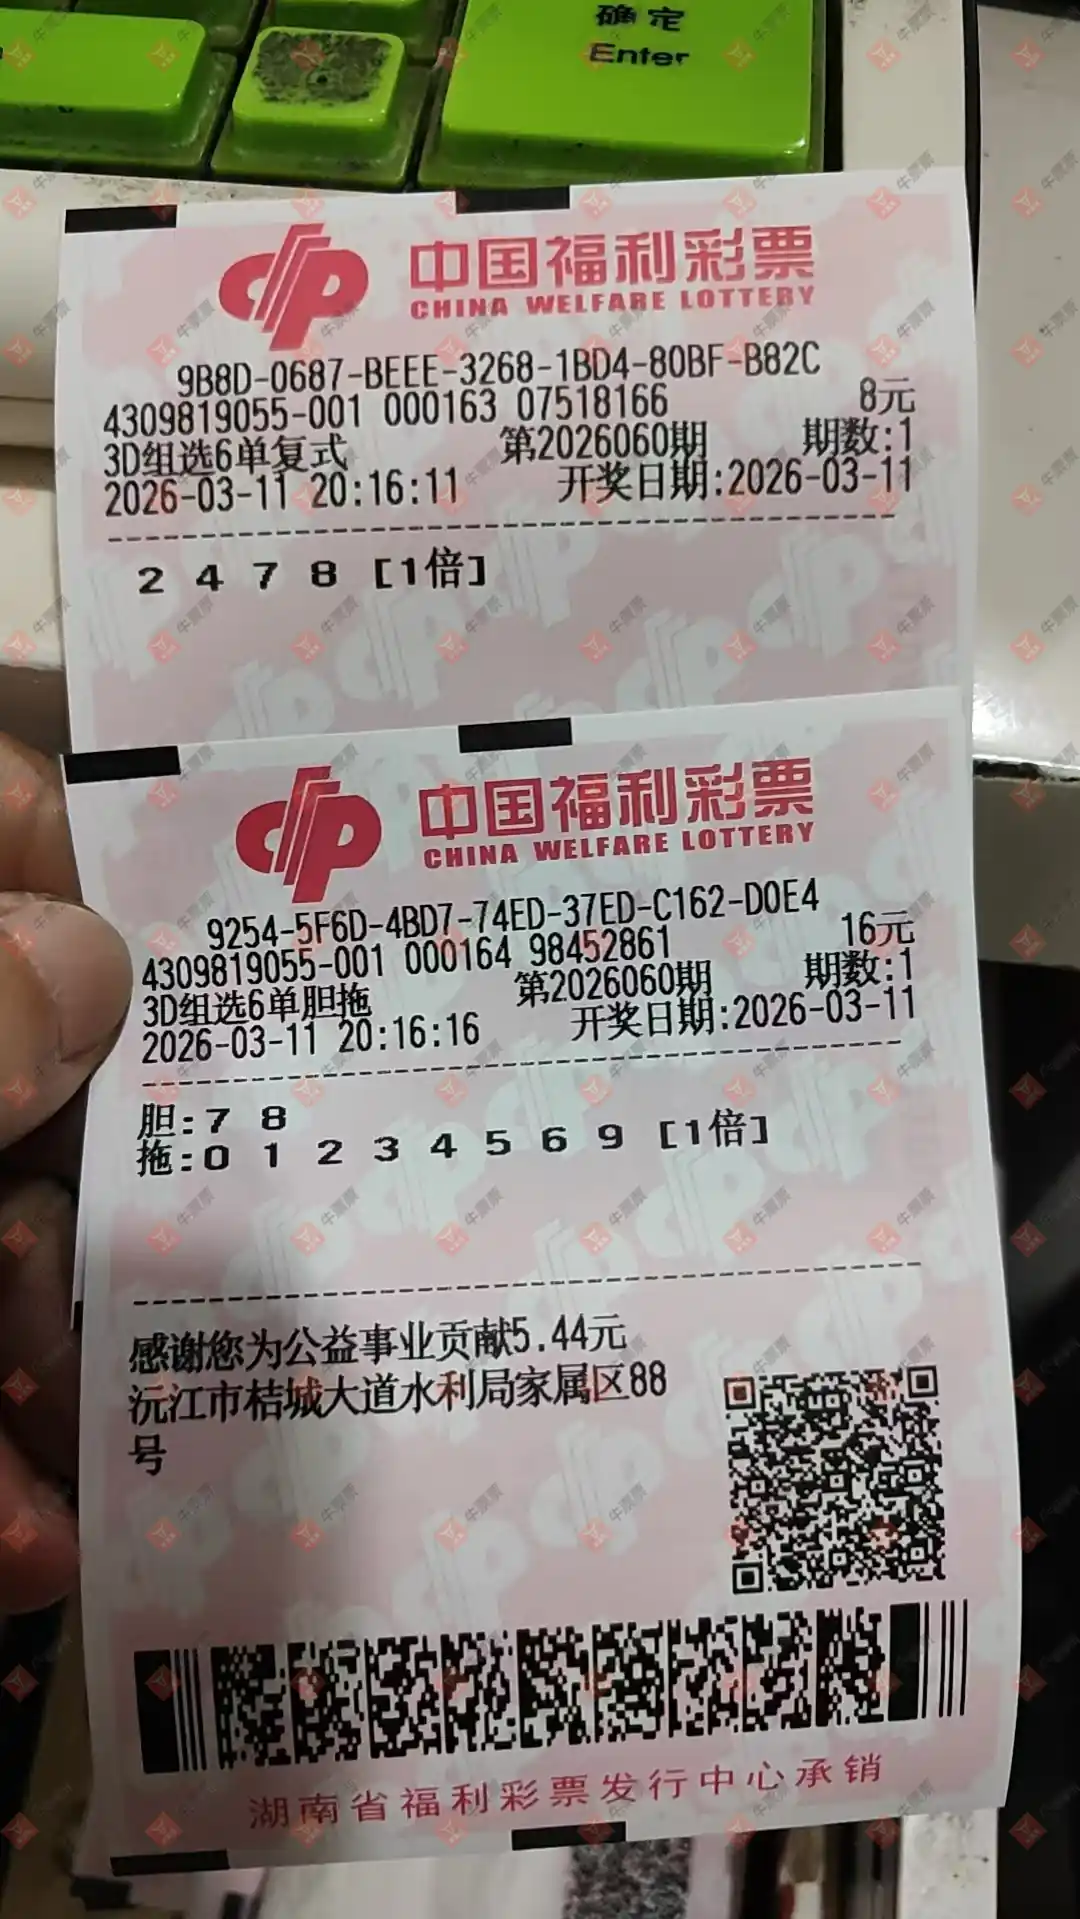 确定
Enter
中国福利彩票
CHINA WELFARE LOTTERY
9B8D-0687-BEEE-3268-1BD4-80BF-B82C
4309819055-001 000163 07518166 8元
3D组选6单复式 第2026060期 期数:1
2026-03-11 20:16:11 开奖日期:2026-03-11
2 4 7 8 [1倍]
中国福利彩票
CHINA WELFARE LOTTERY
9254-5F6D-4BD7-74ED-37ED-C162-D0E4
4309819055-001 000164 98452861 16元
3D组选6单胆拖 第2026060期 期数:1
2026-03-11 20:16:16 开奖日期:2026-03-11
胆:7 8
拖:0 1 2 3 4 5 6 9 [1倍]
感谢您为公益事业贡献5.44元
沅江市桔城大道水利局家属区88
号
湖南省福利彩票发行中心承销